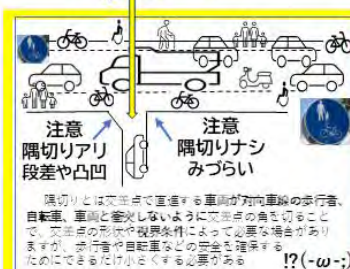 注意
隅切りアリ
段差や凸凹
注意
隅切りナシ
みづらい
隅切りとは交差点で直進する車両が対向車線の歩行者、
自転車、車両と衝突しないように交差点の角を切ること
で、交差点の形状や視界条件によって必要な場合があり
ますが、歩行者や自転車などの安全を確保する
ためにできるだけ小さくする必要がある
!?(-ω-;)